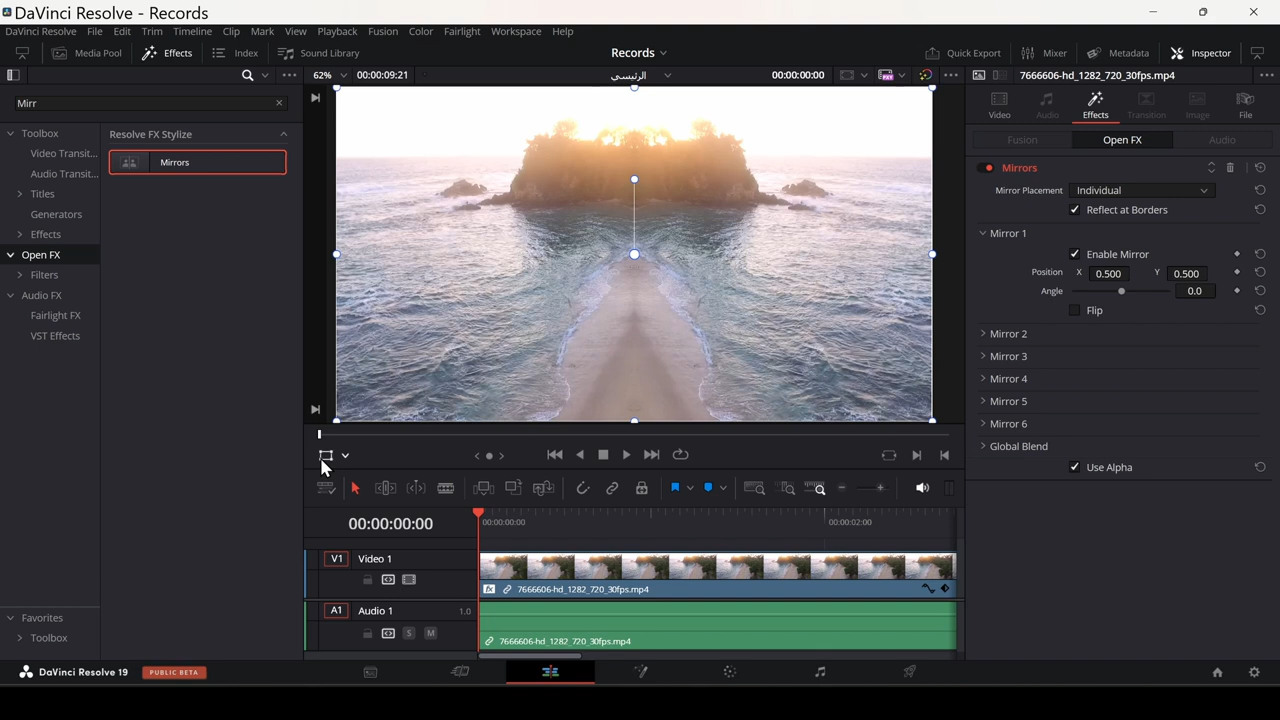 DaVinci Resolve - Records
DaVinci Resolve File Edit Trim Timeline Clip Mark View Playback Fusion Color Fairlight Workspace Help
Media Pool Effects Index Sound Library Records Quick Export Mixer Metadata Inspector
62% 00:00:09:21 الرئيسي 00:00:00:00 7666606-hd_1282_720_30fps.mp4
Mirr
Video Audio Effects Transition Image File
Toolbox
Resolve FX Stylize
Fusion Open FX Audio
Video Transit...
Mirrors
Audio Transit...
Titles
Generators
Effects
Open FX
Filters
Audio FX
Fairlight FX
VST Effects
Mirrors
Mirror Placement Individual
Reflect at Borders
Mirror 1
Enable Mirror
Position X 0.500 Y 0.500
Angle 0.0
Flip
Mirror 2
Mirror 3
Mirror 4
Mirror 5
Mirror 6
Global Blend
Use Alpha
00:00:00:00 00:00:00:00 00:00:02:00
V1 Video 1
7666606-hd_1282_720_30fps.mp4
A1 Audio 1 1.0
S M
7666606-hd_1282_720_30fps.mp4
Favorites
Toolbox
DaVinci Resolve 19 PUBLIC BETA